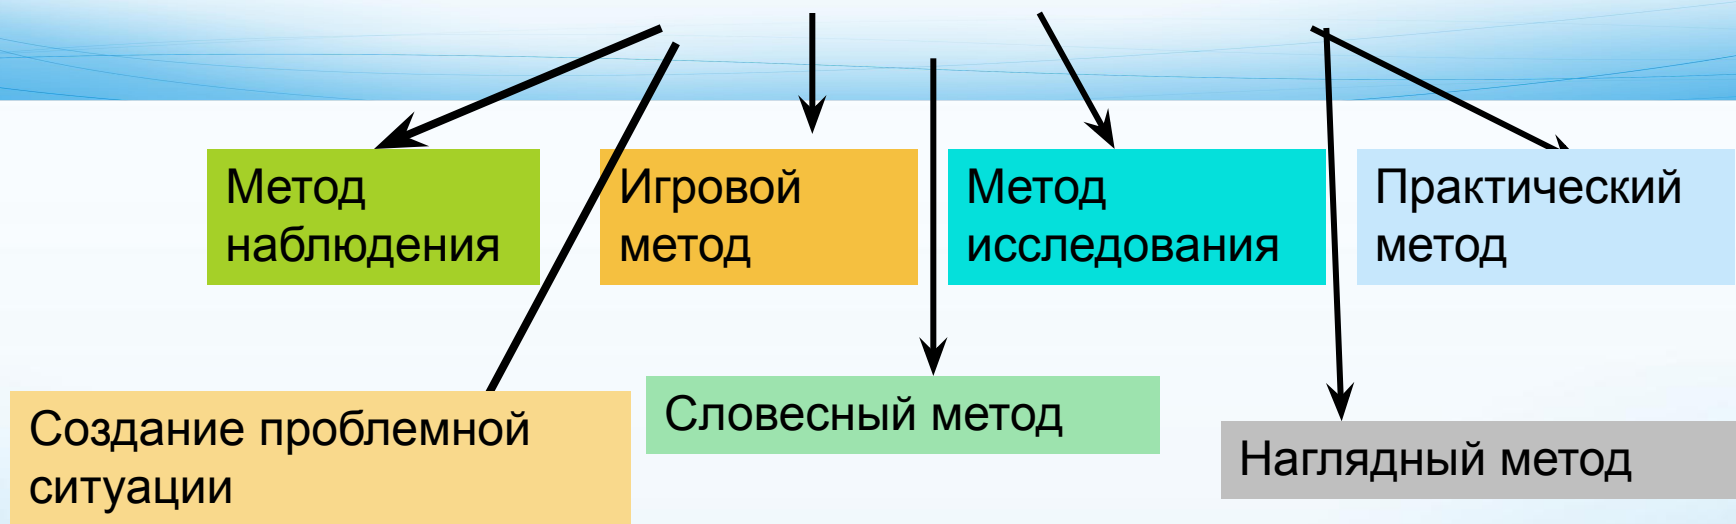 Метод
наблюдения
Игровой
метод
Метод
исследования
Практический
метод
Создание проблемной
ситуации
Словесный метод
Наглядный метод